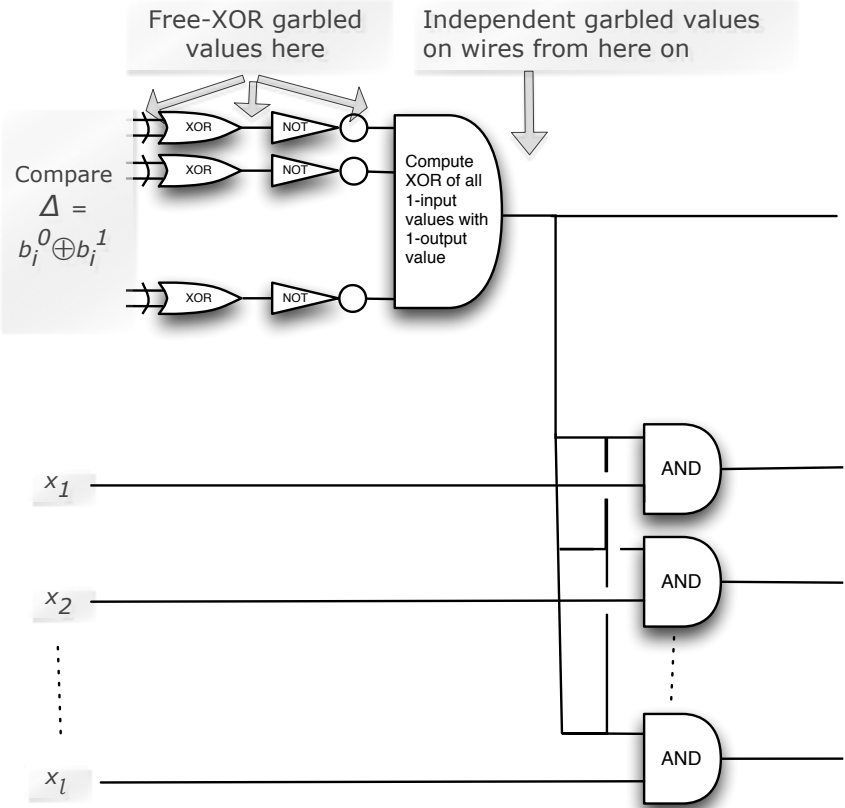 Free-XOR garbled
values here
Independent garbled values
on wires from here on
Compare
Δ =
b_i^0⊕b_i^1
XOR
NOT
XOR
NOT
XOR
NOT
Compute
XOR of all
1-input
values with
1-output
value
x_1
AND
x_2
AND
x_l
AND